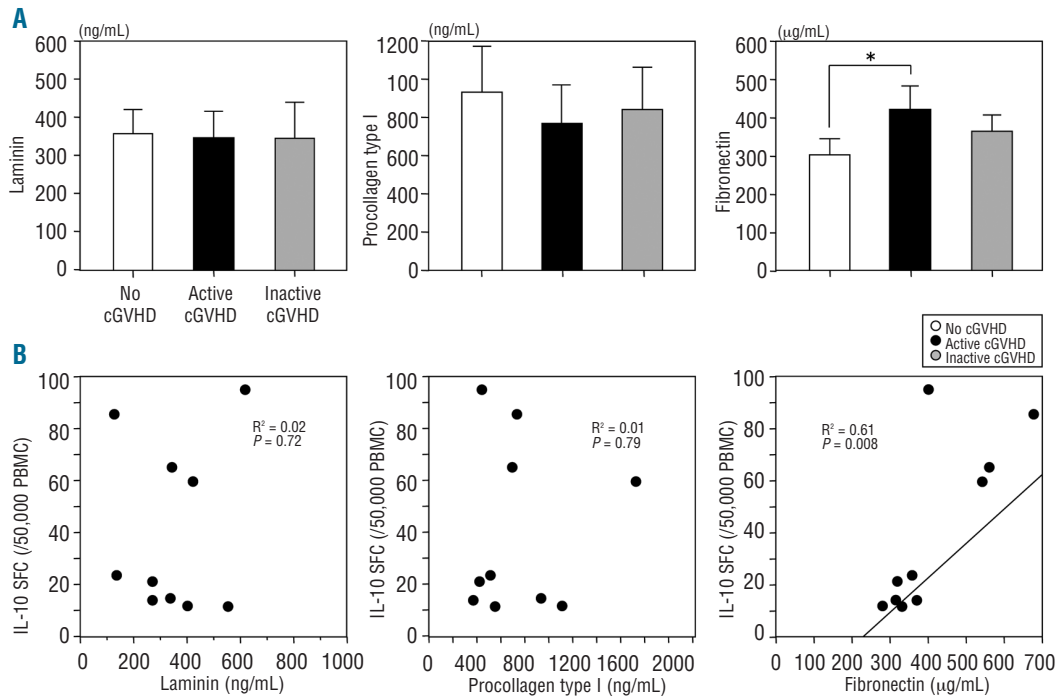 A
(ng/mL)
600
500
400
300
200
100
0
Laminin
No cGVHD
Active cGVHD
Inactive cGVHD
(ng/mL)
1200
1000
800
600
400
200
0
Procollagen type I
(μg/mL)
600
500
400
300
200
100
0
Fibronectin
*
No cGVHD
Active cGVHD
Inactive cGVHD
B
100
80
60
40
20
0
IL-10 SFC (/50,000 PBMC)
R² = 0.02
P = 0.72
0 200 400 600 800 1000
Laminin (ng/mL)
100
80
60
40
20
0
IL-10 SFC (/50,000 PBMC)
R² = 0.01
P = 0.79
0 400 800 1200 1600 2000
Procollagen type I (ng/mL)
100
80
60
40
20
0
IL-10 SFC (/50,000 PBMC)
R² = 0.61
P = 0.008
0 100 200 300 400 500 600 700
Fibronectin (μg/mL)